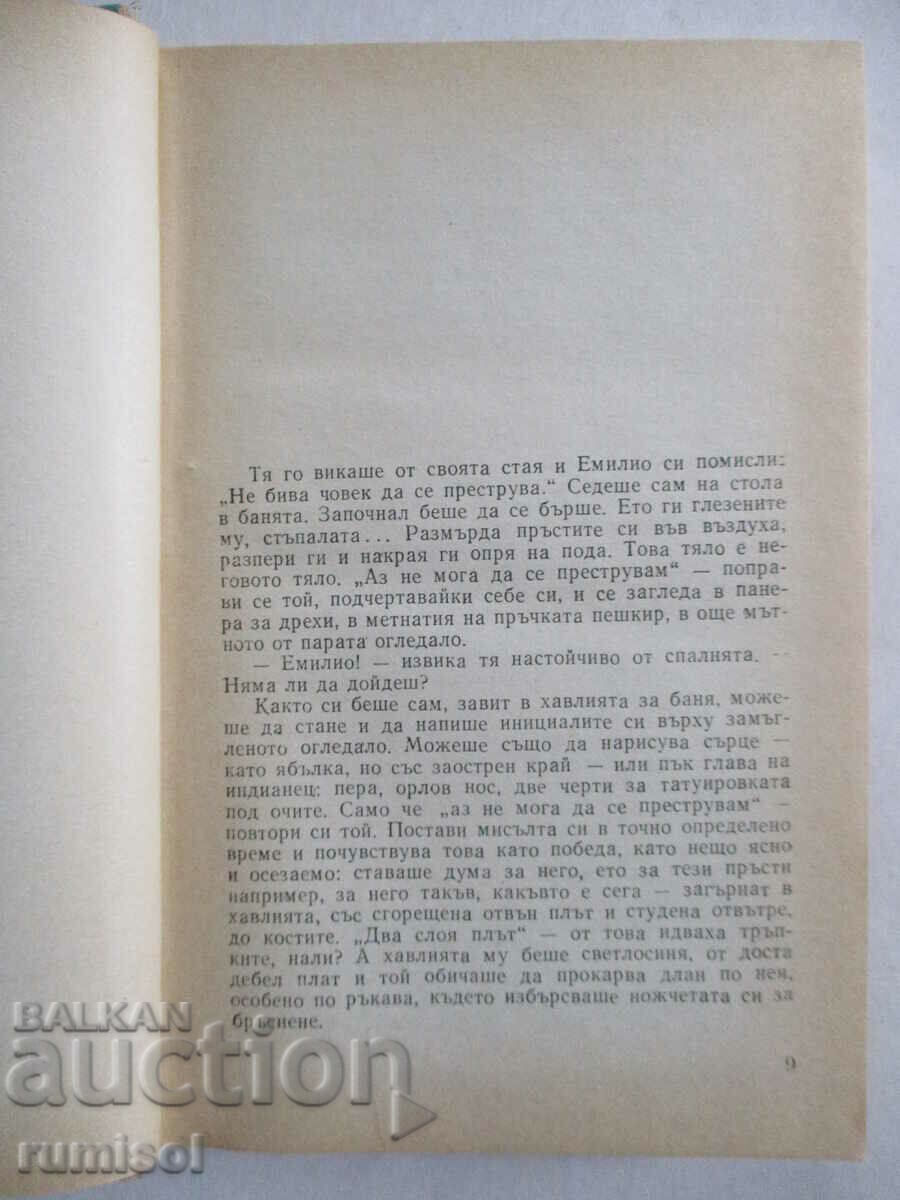 Тя го викаше от своята стая и Емилио си помисли:
„Не бива човек да се преструва.“ Седеше сам на стола
в банята. Започнал беше да се бърше. Ето ги глезените
му, стъпалата... Размърда пръстите си във въздуха,
разпери ги и накрая ги опря на пода. Това тяло е не-
говото тяло. „Аз не мога да се преструвам“ — попра-
ви се той, подчертавайки себе си, и се загледа в пане-
ра за дрехи, в метнатия на пръчката пешкир, в още мът-
ното от парата огледало.
— Емилио! — извика тя настойчиво от спалнята. —
Няма ли да дойдеш?
Както си беше сам, завит в хавлията за баня, може-
ше да стане и да напише инициалите си върху замъг-
леното огледало. Можеше също да нарисува сърце —
като ябълка, но със заострен край — или пък глава на
индианец: пера, орлов нос, две черти за татуировката
под очите. Само че „аз не мога да се преструвам“ —
повтори си той. Постави мисълта си в точно определено
време и почувствува това като победа, като нещо ясно
и осезаемо: ставаше дума за него, ето за тези пръсти
например, за него такъв, какъвто е сега — загърнат в
хавлията, със сгорещена отвън плът и студена отвътре,
до костите. „Два слоя плът“ — от това идваха тръп-
ките, нали? А хавлията му беше светлосиня, от доста
дебел плат и той обичаше да прокарва длан по нея,
особено по ръкава, където избърсваше ножчетата си за
бръснене.
9
BALKAN
auction
rumisol